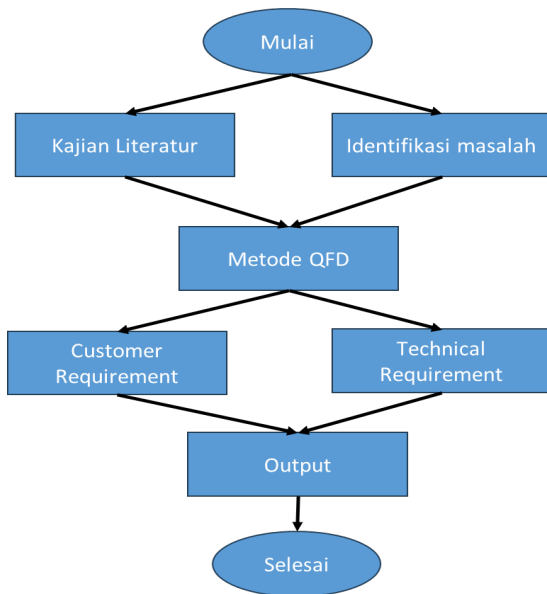 Mulai
Kajian Literatur
Identifikasi masalah
Metode QFD
Customer
Requirement
Technical
Requirement
Output
Selesai